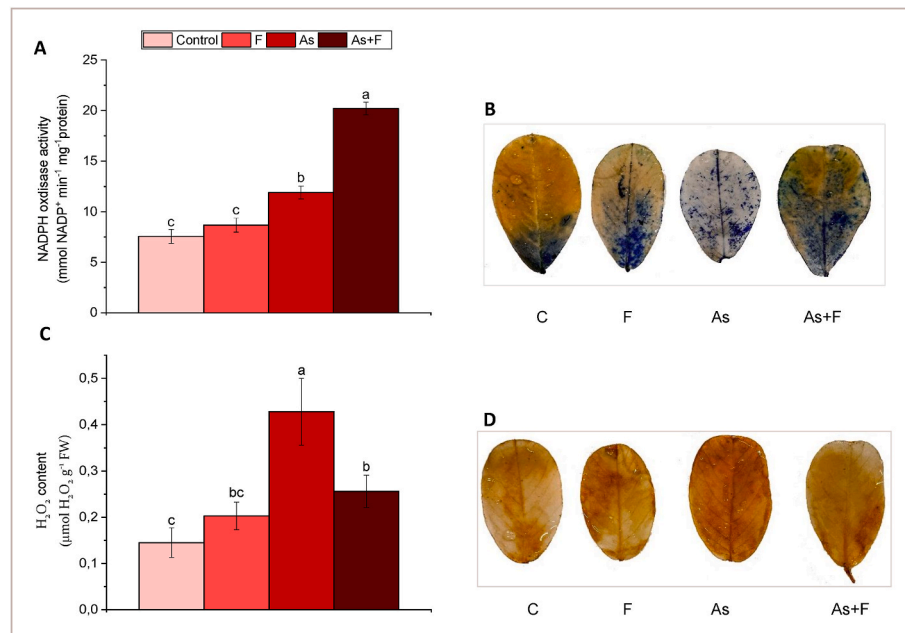 A
Control F As As+F
NADPH oxdisase activity
(mmol NADP⁺ min⁻¹ mg⁻¹protein)
25
20
15
10
5
0
c
c
b
a
B
C F As As+F
C
H₂O₂ content
(µmol H₂O₂ g⁻¹ FW)
0,5
0,4
0,3
0,2
0,1
0,0
c
bc
a
b
D
C F As As+F